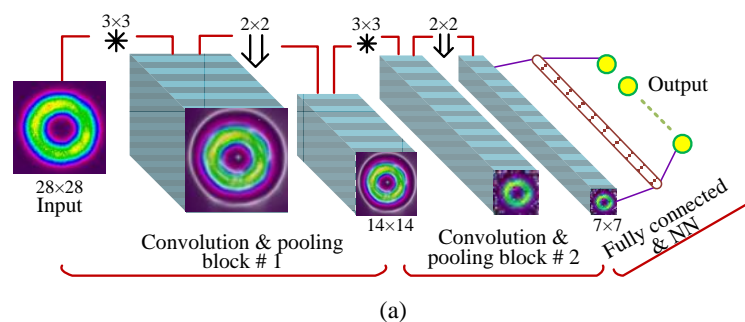 3×3
2×2
3×3
2×2
Output
28×28
Input
14×14
7×7
Convolution & pooling
block # 1
Convolution &
pooling block # 2
Fully connected
& NN
(a)